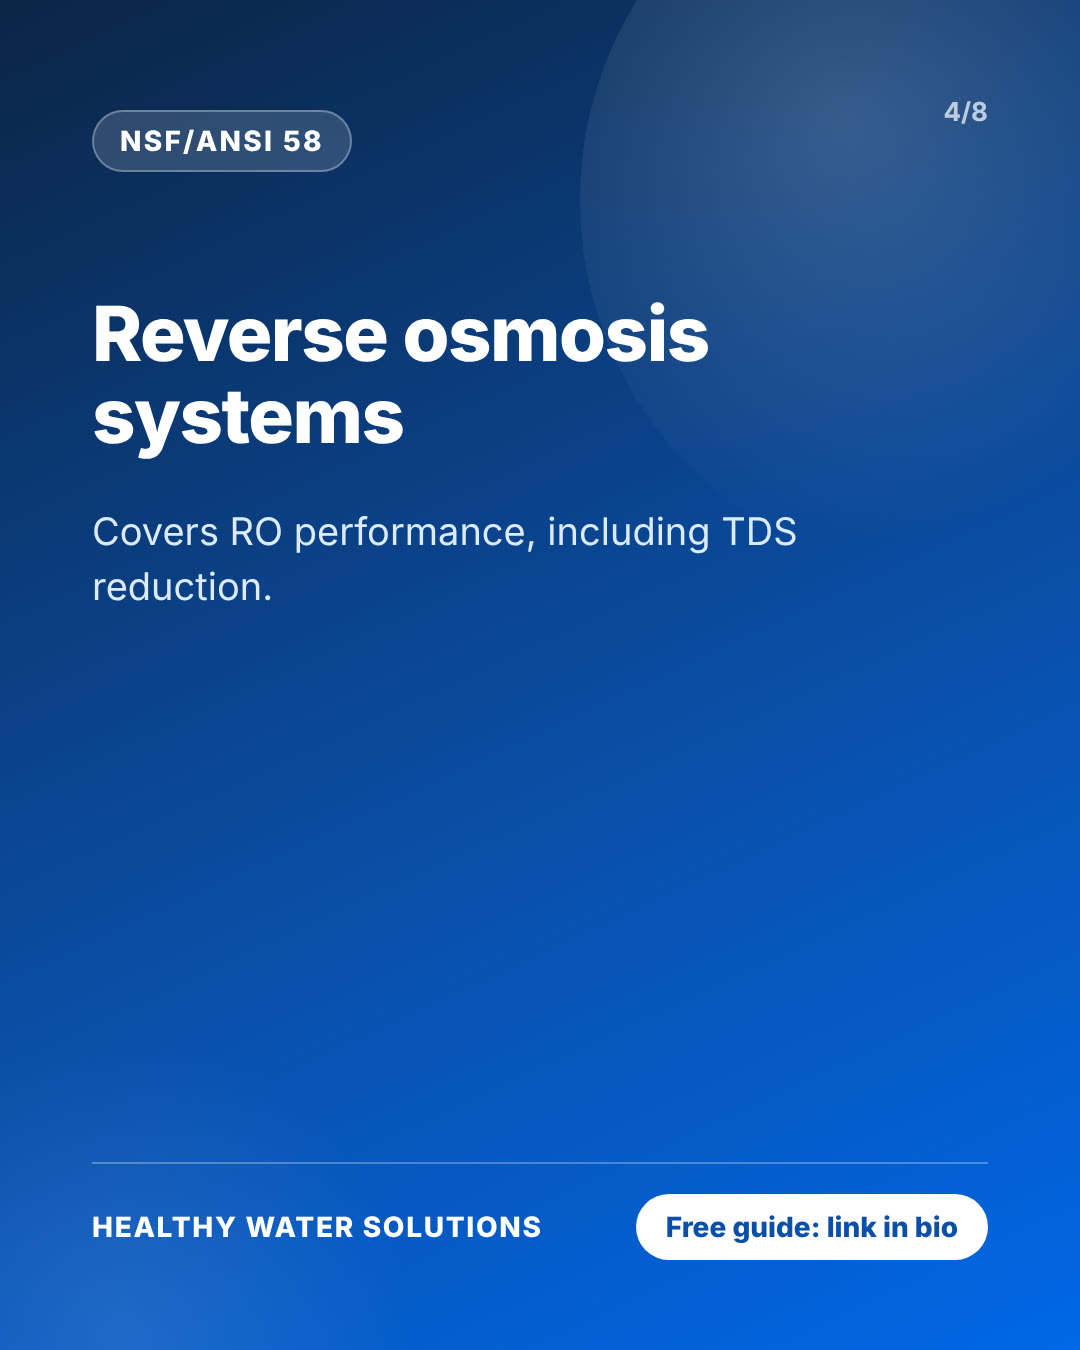 NSF/ANSI 58
4/8
Reverse osmosis
systems
Covers RO performance, including TDS
reduction.
HEALTHY WATER SOLUTIONS
Free guide: link in bio